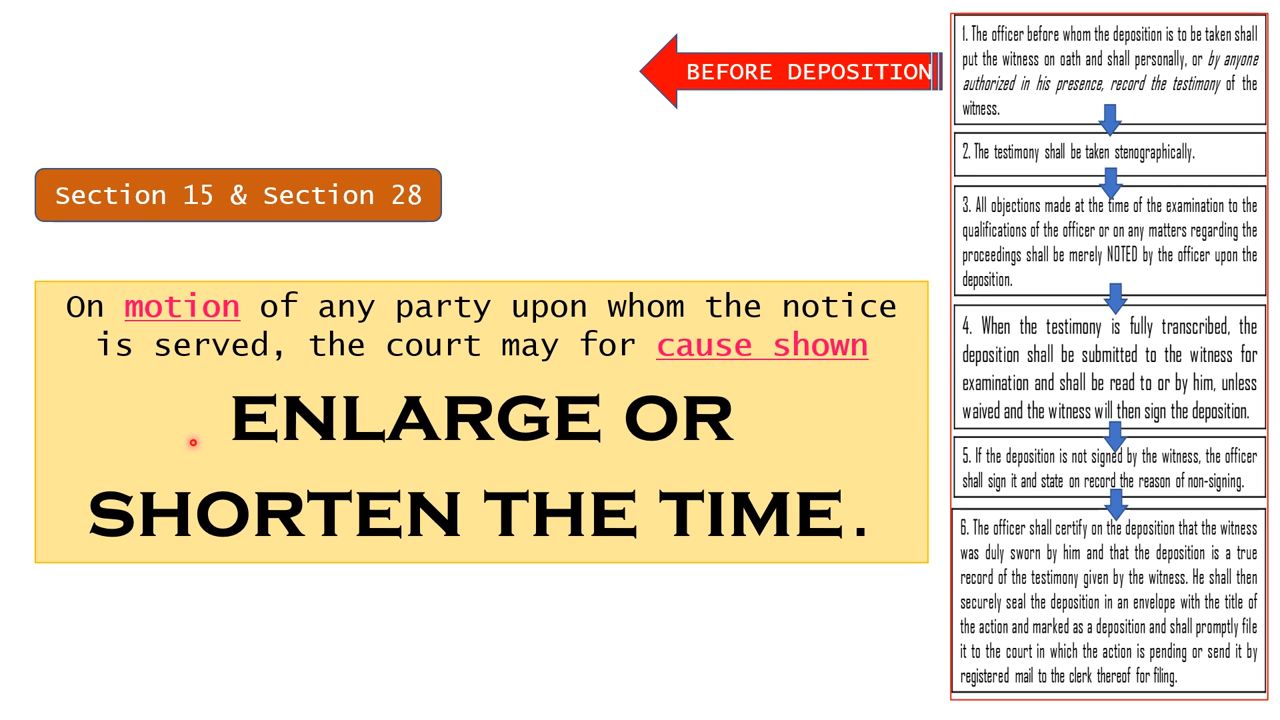 BEFORE DEPOSITION
Section 15 & Section 28
On motion of any party upon whom the notice
is served, the court may for cause shown
ENLARGE OR
SHORTEN THE TIME.
1. The officer before whom the deposition is to be taken shall
put the witness on oath and shall personally, or by anyone
authorized in his presence, record the testimony of the
witness.
2. The testimony shall be taken stenographically.
3. All objections made at the time of the examination to the
qualifications of the officer or on any matters regarding the
proceedings shall be merely NOTED by the officer upon the
deposition.
4. When the testimony is fully transcribed, the
deposition shall be submitted to the witness for
examination and shall be read to or by him, unless
waived and the witness will then sign the deposition.
5. If the deposition is not signed by the witness, the officer
shall sign it and state on record the reason of non-signing.
6. The officer shall certify on the deposition that the witness
was duly sworn by him and that the deposition is a true
record of the testimony given by the witness. He shall then
securely seal the deposition in an envelope with the title of
the action and marked as a deposition and shall promptly file
it to the court in which the action is pending or send it by
registered mail to the clerk thereof for filing.